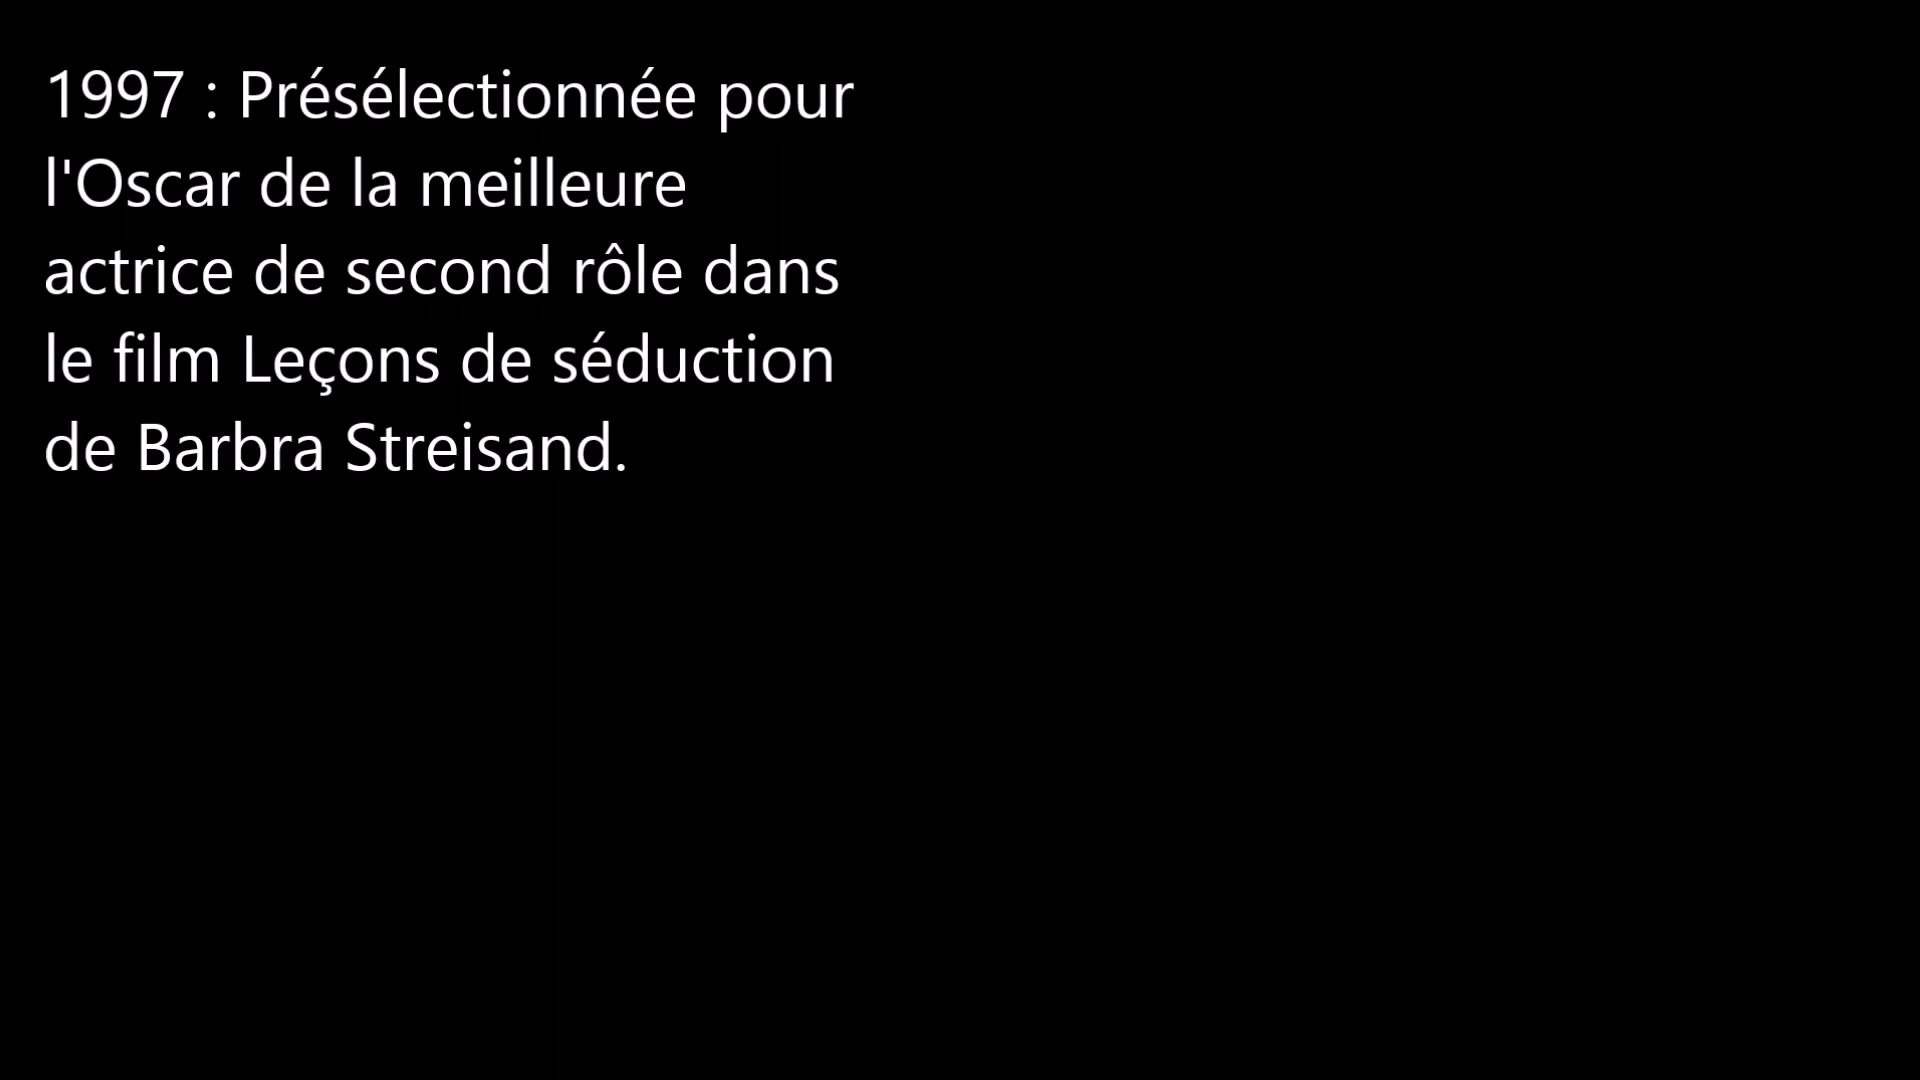 1997 : Présélectionnée pour
l'Oscar de la meilleure
actrice de second rôle dans
le film Leçons de séduction
de Barbra Streisand.